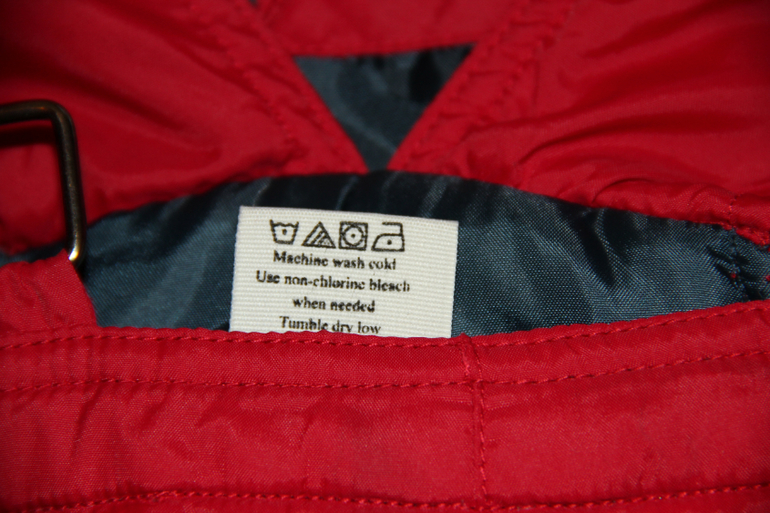 Machine wash cold
Use non-chlorine bleach
when needed
Tumble dry low